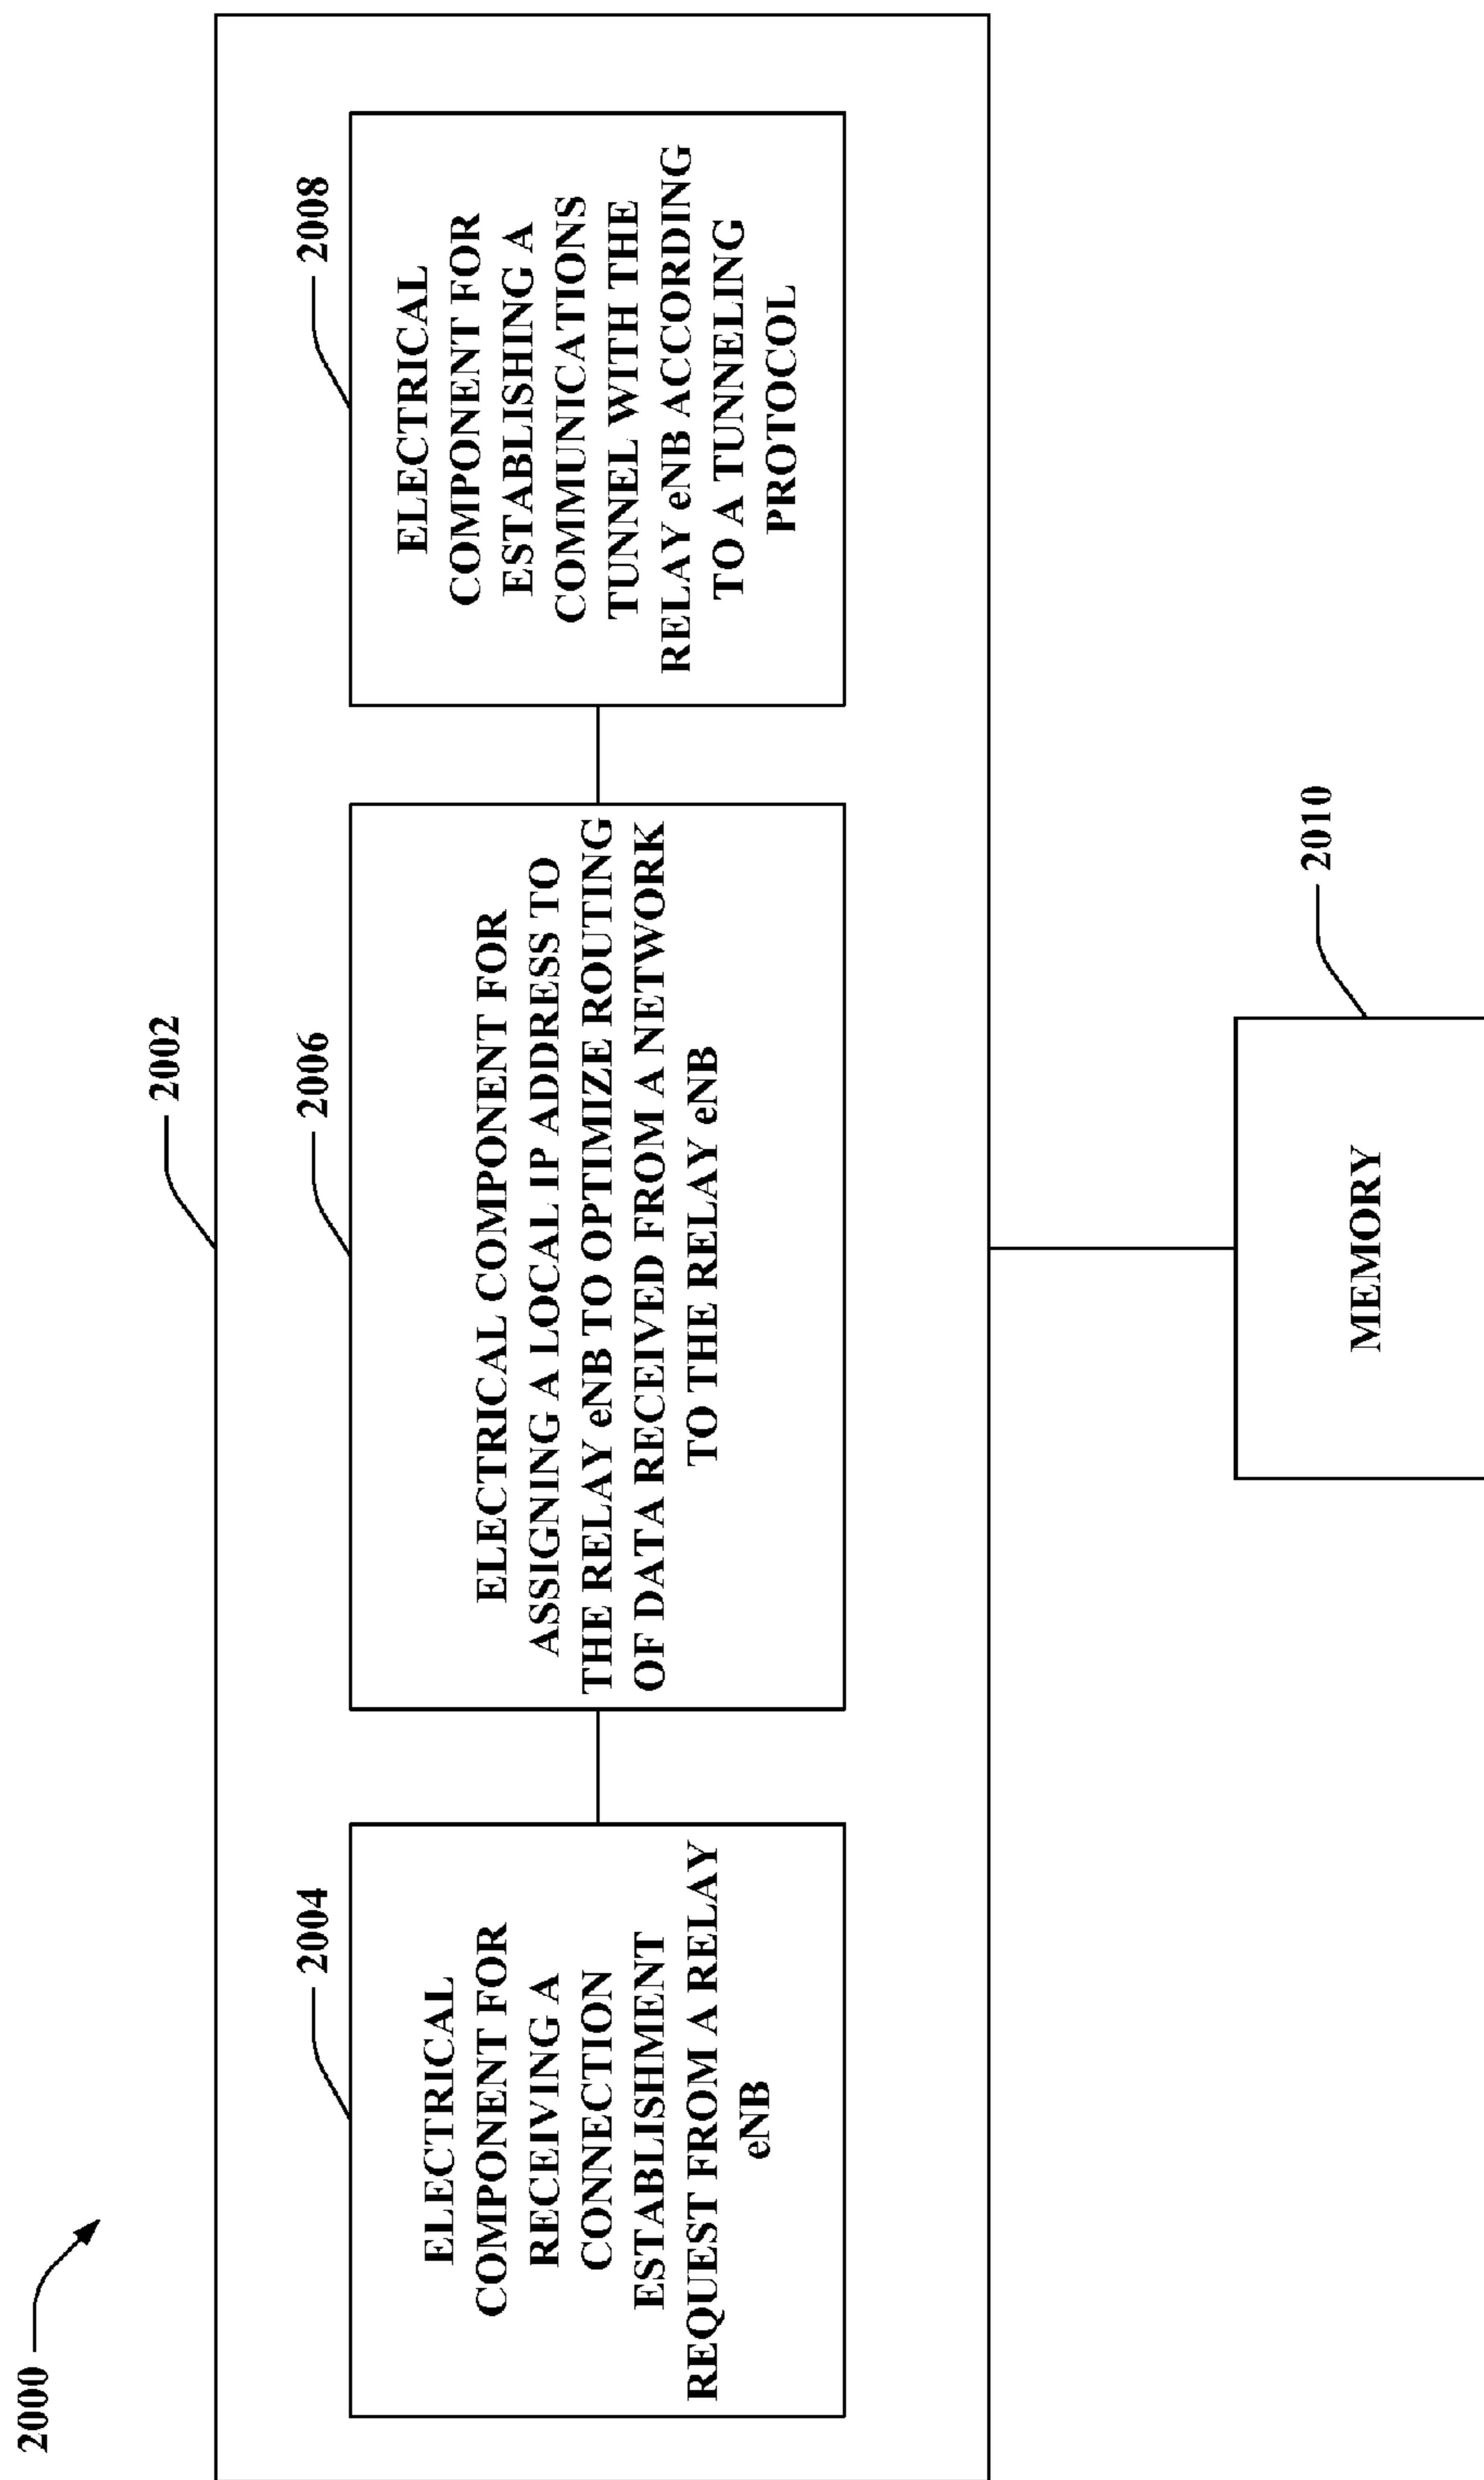 2000
2002
2004
ELECTRICAL
COMPONENT FOR
RECEIVING A
CONNECTION
ESTABLISHMENT
REQUEST FROM A RELAY
eNB
2006
ELECTRICAL COMPONENT FOR
ASSIGNING A LOCAL IP ADDRESS TO
THE RELAY eNB TO OPTIMIZE ROUTING
OF DATA RECEIVED FROM A NETWORK
TO THE RELAY eNB
2008
ELECTRICAL
COMPONENT FOR
ESTABLISHING A
COMMUNICATIONS
TUNNEL WITH THE
RELAY eNB ACCORDING
TO A TUNNELING
PROTOCOL
2010
MEMORY